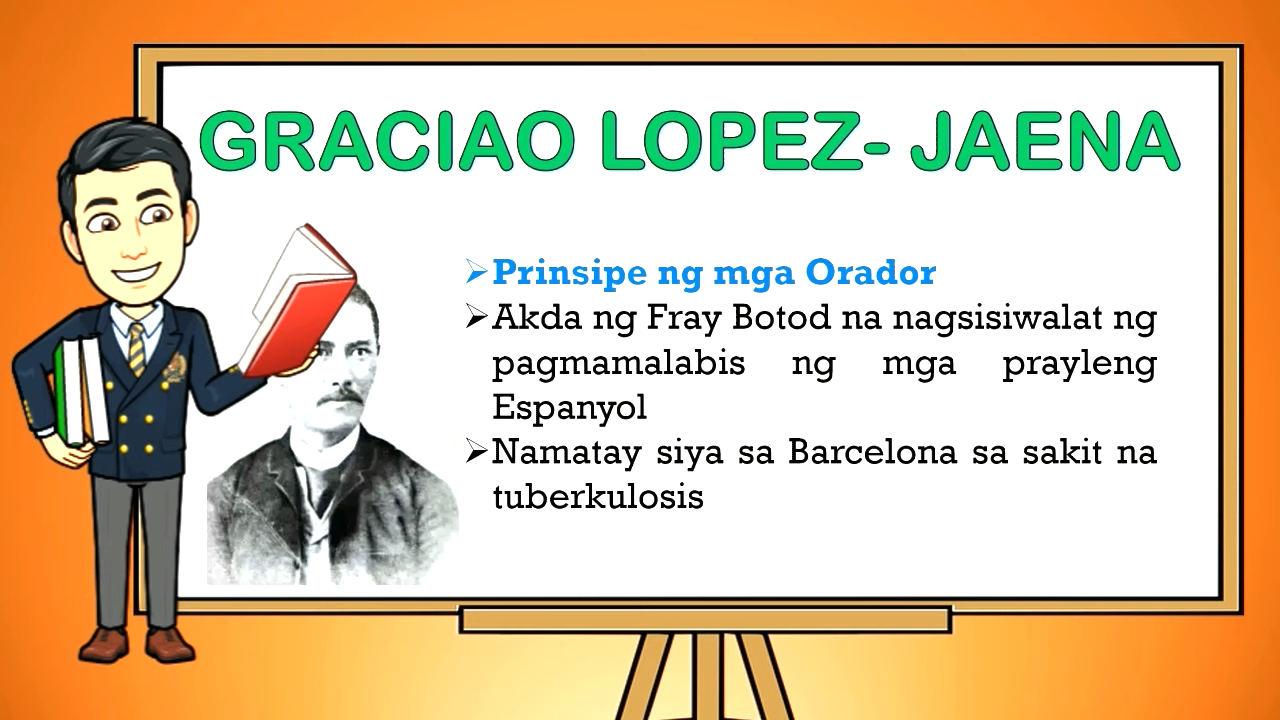 GRACIAO LOPEZ- JAENA
➢Prinsipe ng mga Orador
➢Akda ng Fray Botod na nagsisiwalat ng
pagmamalabis ng mga prayleng
Espanyol
➢Namatay siya sa Barcelona sa sakit na
tuberkulosis